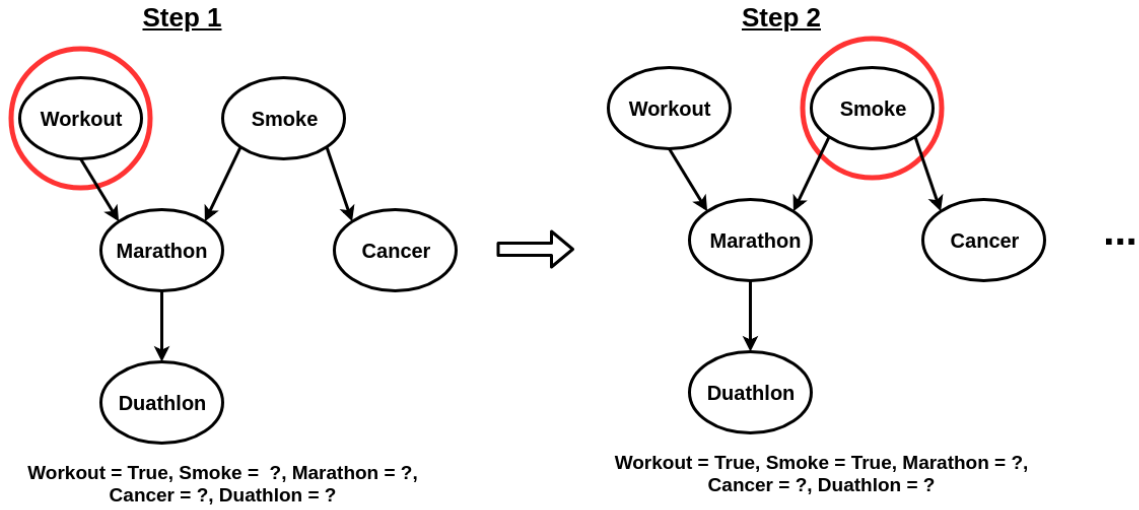 Step 1
Workout
Smoke
Marathon
Cancer
Duathlon
Workout = True, Smoke = ?, Marathon = ?,
Cancer = ?, Duathlon = ?
Step 2
Workout
Smoke
Marathon
Cancer
Duathlon
Workout = True, Smoke = True, Marathon = ?,
Cancer = ?, Duathlon = ?
...